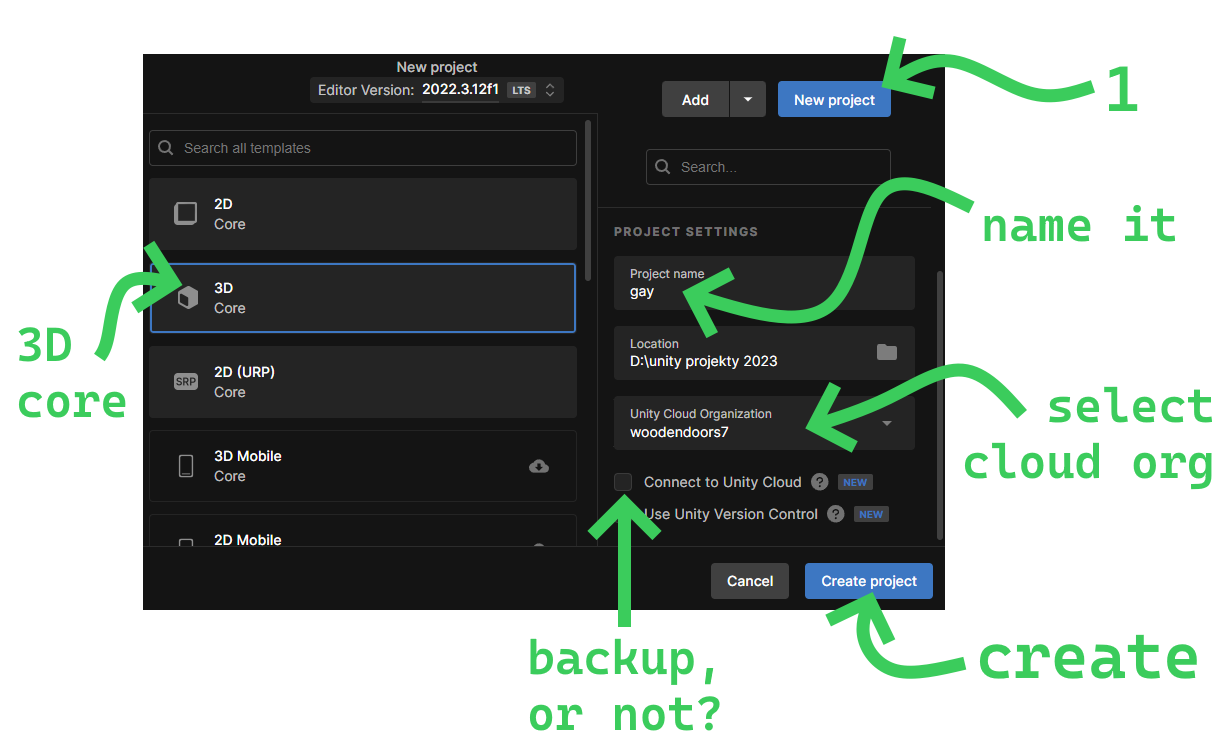 New project
Editor Version: 2022.3.12f1 LTS
Add
New project
1
Search all templates
Search...
2D
Core
name it
PROJECT SETTINGS
Project name
gay
3D
Core
3D
core
Location
D:\unity projekty 2023
2D (URP)
Core
SRP
Unity Cloud Organization
woodendoors7
select
cloud org
3D Mobile
Core
Connect to Unity Cloud ? NEW
Use Unity Version Control ? NEW
2D Mobile
Cancel
Create project
backup,
or not?
create